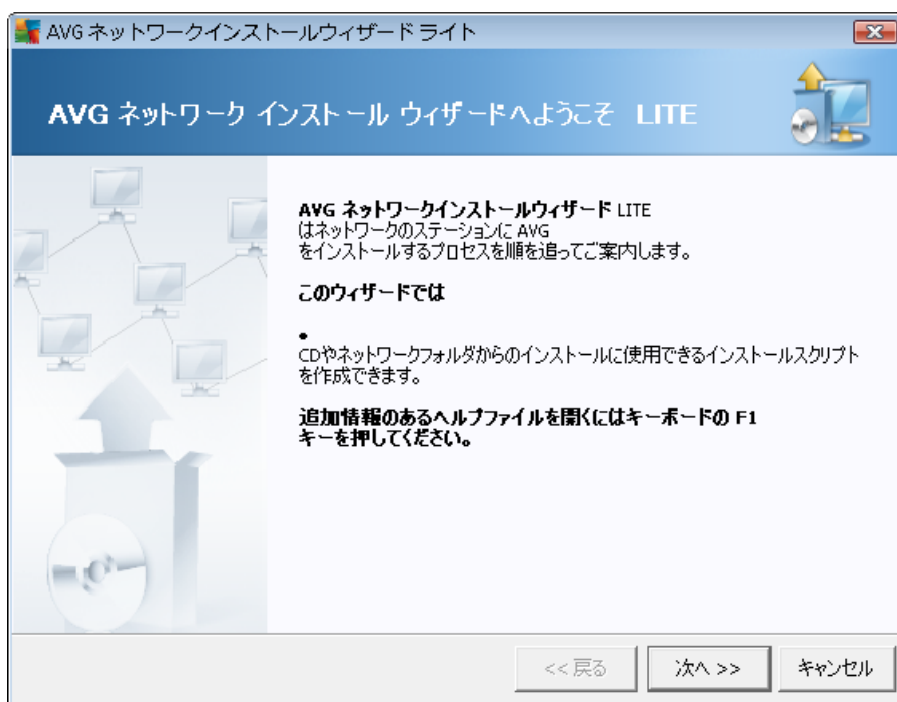 AVG ネットワークインストールウィザード ライト
AVG ネットワーク インストール ウィザードへようこそ LITE
AVG ネットワークインストールウィザード LITE
はネットワークのステーションに AVG
をインストールするプロセスを順を追ってご案内します。
このウィザードでは
•
CDやネットワークフォルダからのインストールに使用できるインストールスクリプト
を作成できます。
追加情報のあるヘルプファイルを開くにはキーボードの F1
キーを押してください。
<< 戻る
次へ >>
キャンセル